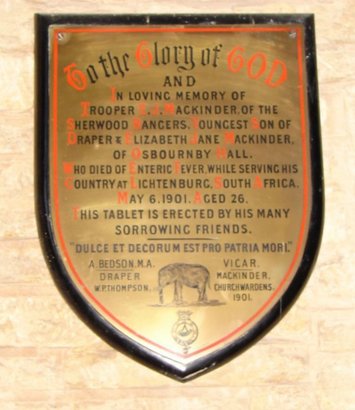 To the Glory of GOD
AND
IN LOVING MEMORY OF
TROOPER MACKINDER, OF THE
SHERWOOD RANGERS, YOUNGEST SON OF
DRAPER & ELIZABETH JANE MACKINDER,
OF OSBOURNBY HALL.
WHO DIED OF ENTERIC FEVER, WHILE SERVING HIS
COUNTRY AT LICHTENBURG, SOUTH AFRICA.
MAY 6. 1901. AGED 26.
THIS TABLET IS ERECTED BY HIS MANY
SORROWING FRIENDS.
"DULCE ET DECORUM EST PRO PATRIA MORI."
A. BEDSON. M.A. VICAR.
DRAPER MACKINDER,
W.P. THOMPSON, CHURCHWARDENS.
1901.